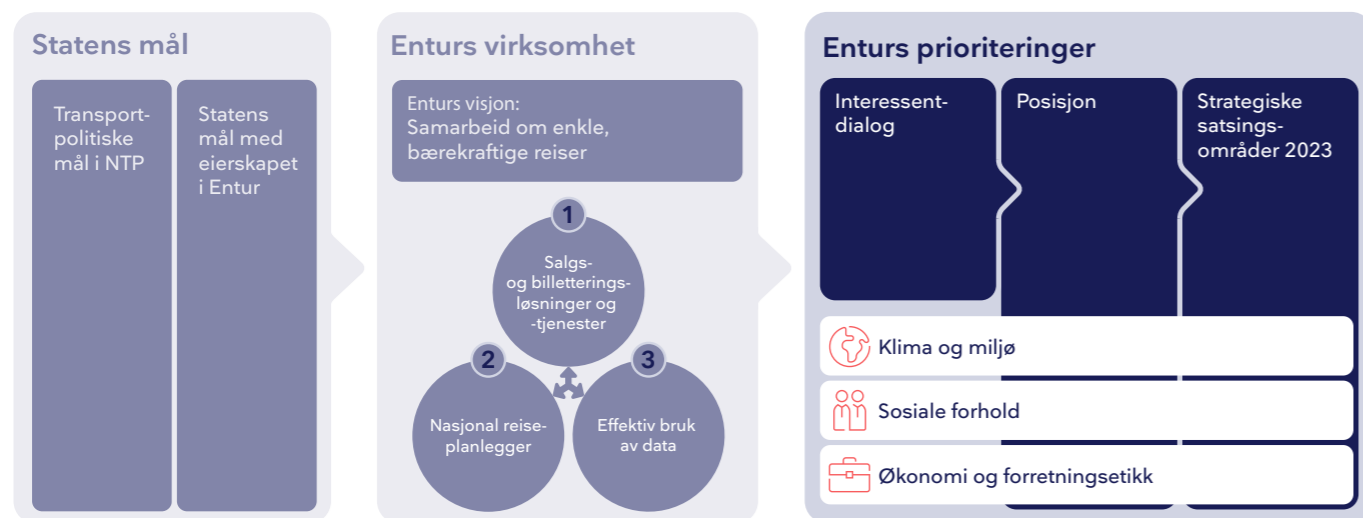 Statens mål
Transport-
politiske
mål i NTP
Statens
mål med
eierskapet
i Entur
Enturs virksomhet
Enturs visjon:
Samarbeid om enkle,
bærekraftige reiser
1
Salgs-
og billetterings-
løsninger og
-tjenester
2
Nasjonal reise-
planlegger
3
Effektiv bruk
av data
Enturs prioriteringer
Interessent-
dialog
Posisjon
Strategiske
satsings-
områder 2023
Klima og miljø
Sosiale forhold
Økonomi og forretningsetikk